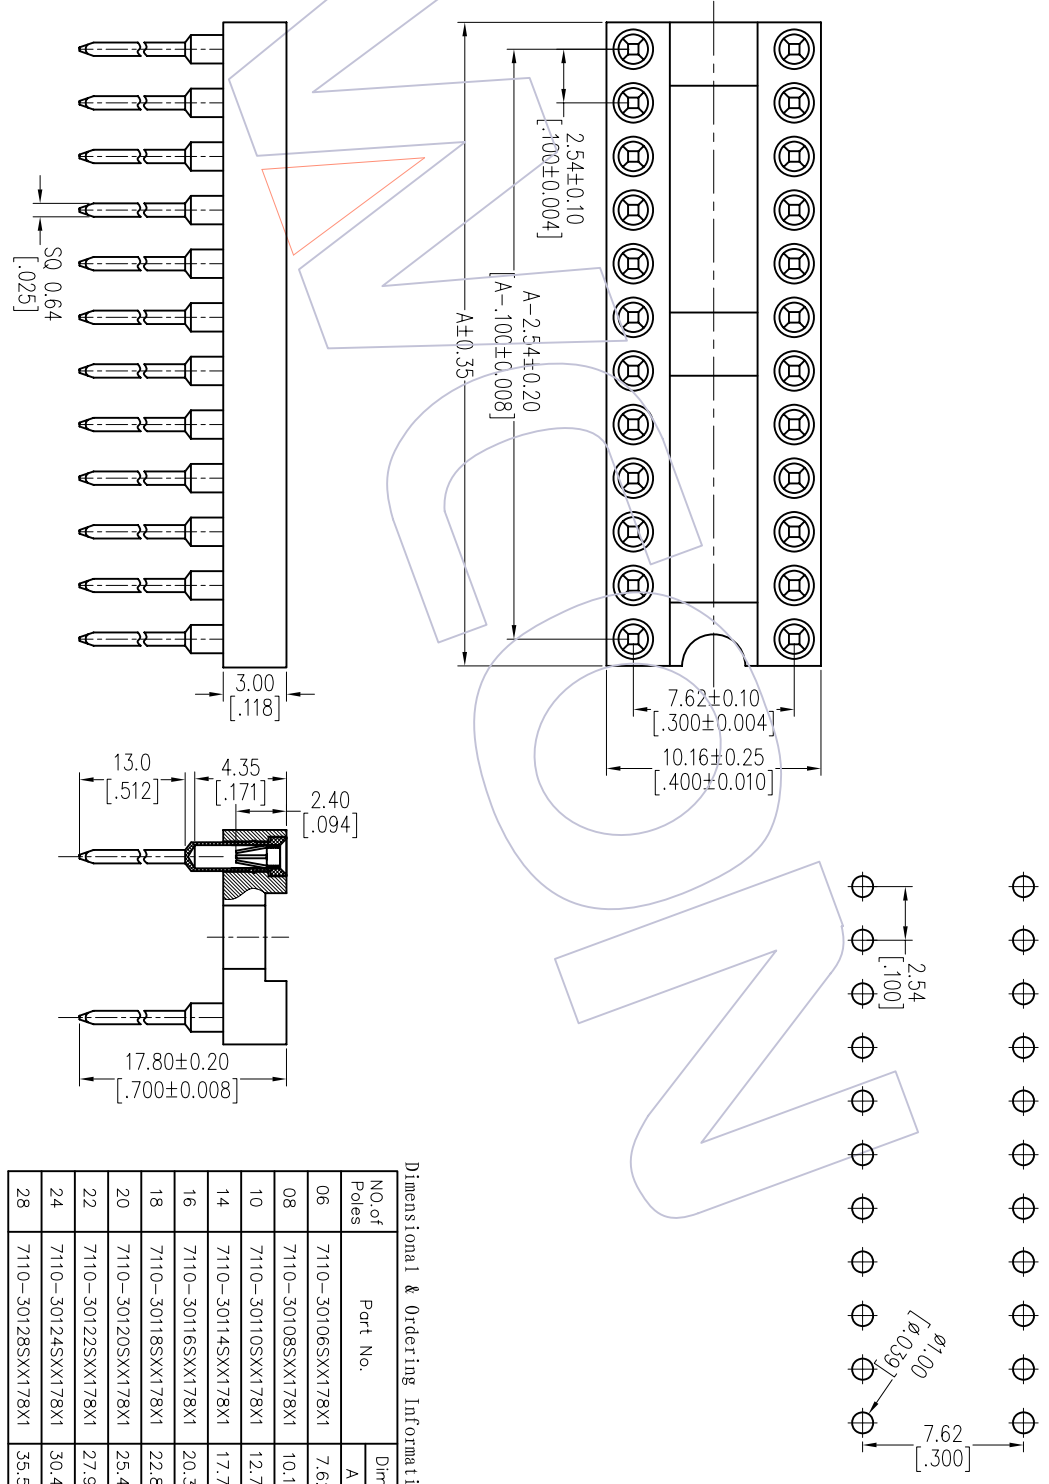 2.54±0.10
[.100±0.004]
A-2.54±0.20
[A-.100±0.008]
A±0.35
SQ 0.64
[.025]
3.00
[.118]
7.62±0.10
[.300±0.004]
10.16±0.25
[.400±0.010]
13.0
[.512]
4.35
[.171]
2.40
[.094]
17.80±0.20
[.700±0.008]
2.54
[.100]
ø1.00
[ø.039]
7.62
[.300]
Dimensional & Ordering
NO.of Poles Part No. A
06 7110-30106SXX178X1
08 7110-30108SXX178X1
10 7110-30110SXX178X1
14 7110-30114SXX178X1
16 7110-30116SXX178X1
18 7110-30118SXX178X1
20 7110-30120SXX178X1
22 7110-30122SXX178X1
24 7110-30124SXX178X1
28 7110-30128SXX178X1